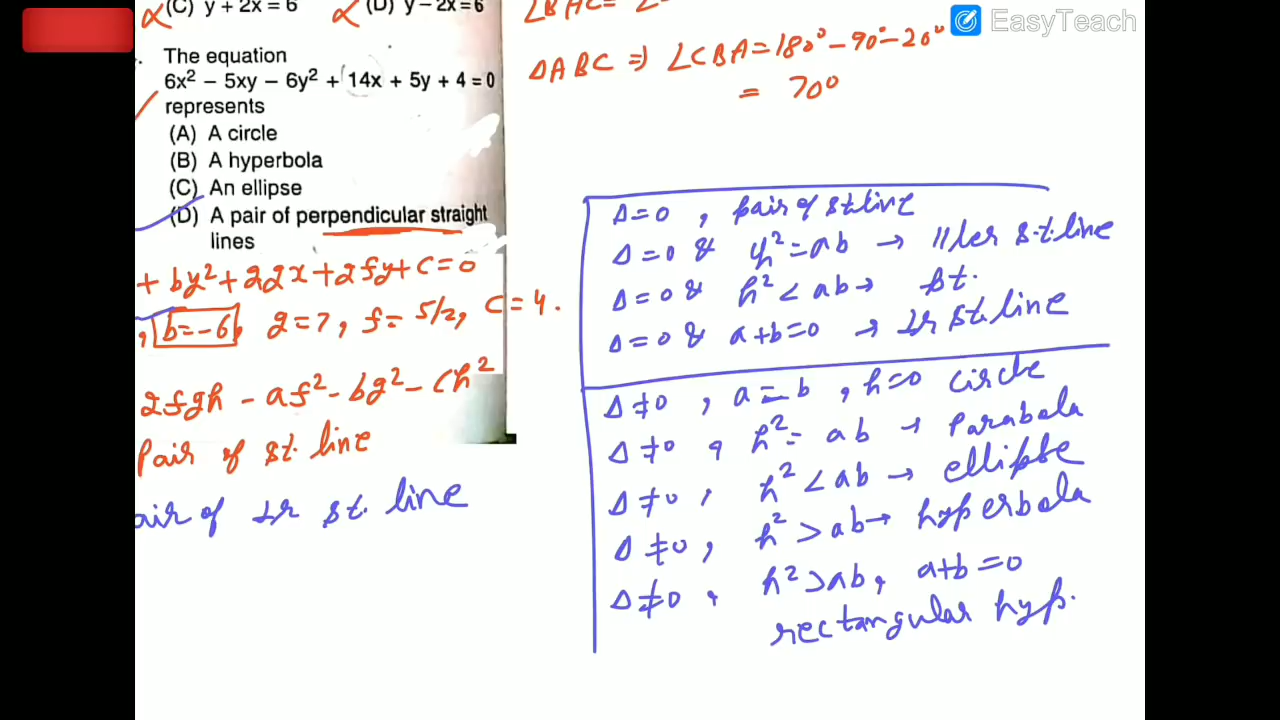 (C) y + 2x = 6 (D) y − 2x = 6
∠BAC = ∠
EasyTeach
ΔABC ⇒ ∠CBA = 180° − 90° − 20°
= 70°
The equation
6x² − 5xy − 6y² + 14x + 5y + 4 = 0
represents
(A) A circle
(B) A hyperbola
(C) An ellipse
(D) A pair of perpendicular straight
lines
+ by² + 2gx + 2fy + c = 0
, b = −6, g = 7, f = 5/2, c = 4.
2fgh − af² − bg² − ch²
Pair of st. line
air of ⊥r st. line
Δ = 0 , pair of st. line
Δ = 0 & h² = ab → //ler s.t. line
Δ = 0 & h² < ab → pt.
Δ = 0 & a+b = 0 → ⊥r st. line
Δ ≠ 0 , a = b , h = 0 circle
Δ ≠ 0 , h² = ab → Parabola
Δ ≠ 0 , h² < ab → ellipse
Δ ≠ 0 , h² > ab → hyperbola
Δ ≠ 0 , h² > ab, a+b = 0
rectangular hyp.